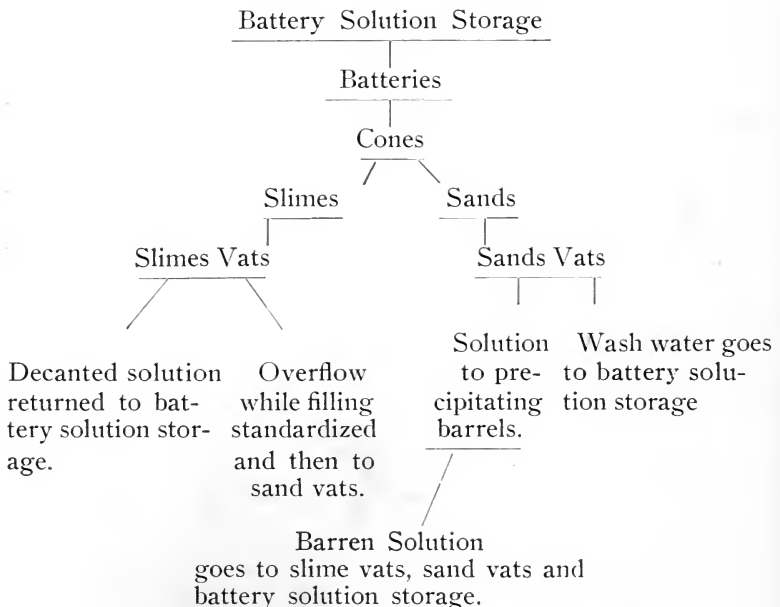 Battery Solution Storage
Batteries
Cones
Slimes
Sands
Slimes Vats
Sands Vats
Decanted solution
returned to bat-
tery solution stor-
age.
Overflow
while filling
standardized
and then to
sand vats.
Solution
to pre-
cipitating
barrels.
Wash water goes
to battery solu-
tion storage
Barren Solution
goes to slime vats, sand vats and
battery solution storage.